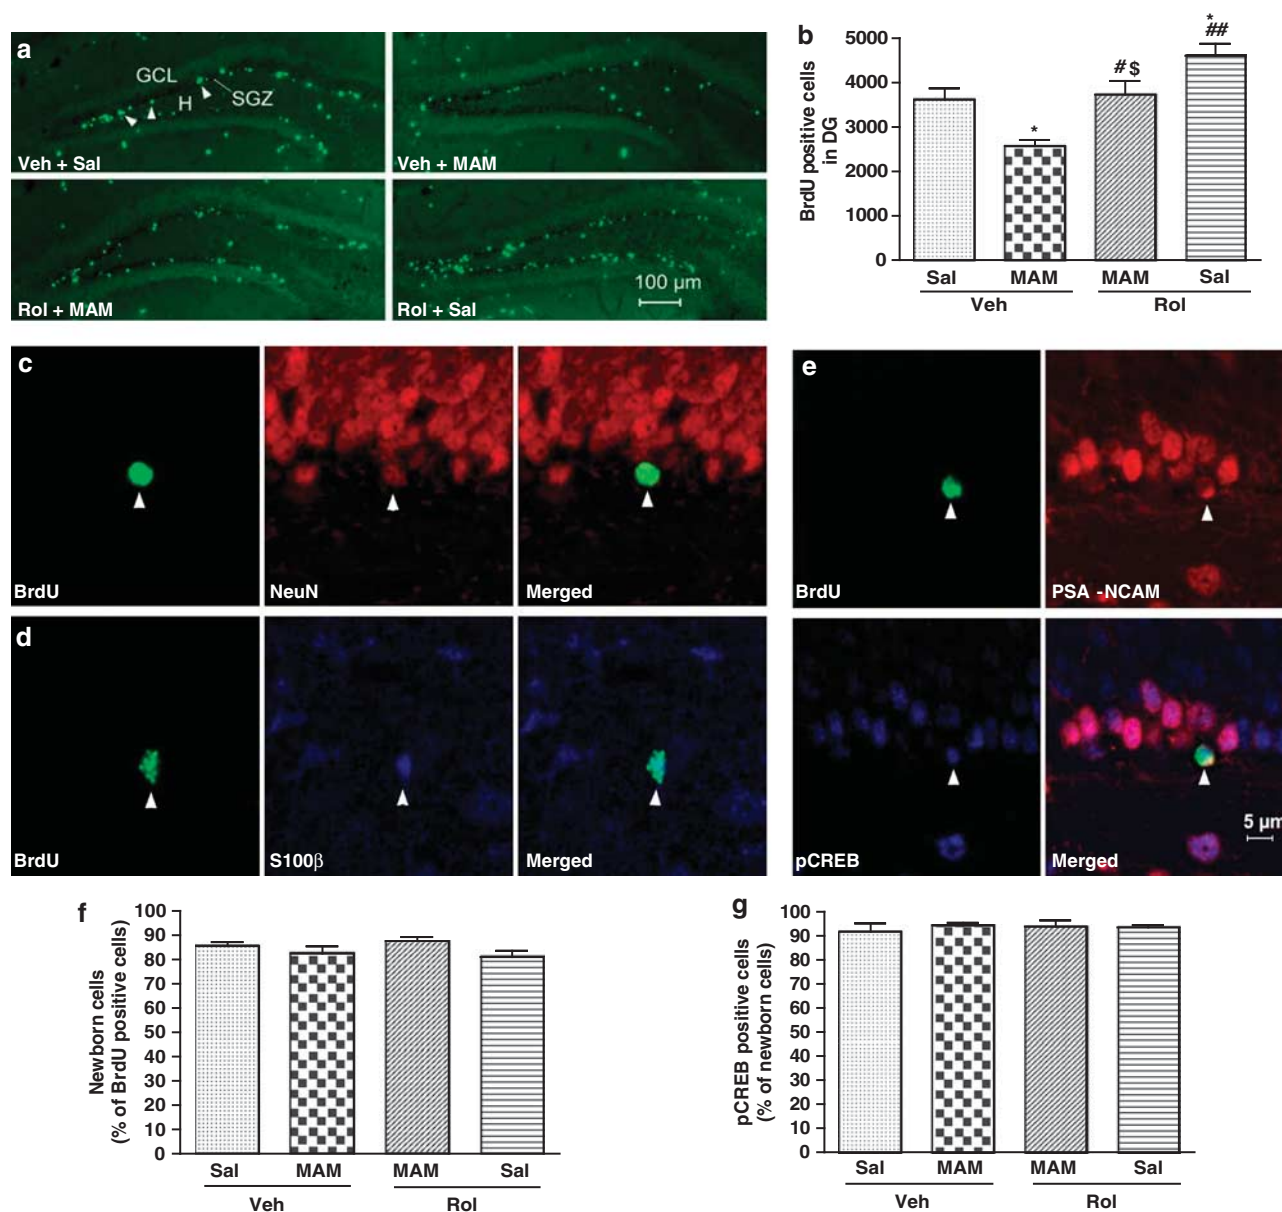 a
GCL
H
SGZ
Veh + Sal
Veh + MAM
Rol + MAM
Rol + Sal
100 µm
b
BrdU positive cells
in DG
5000
4000
3000
2000
1000
0
*
# $
*
##
Sal
MAM
MAM
Sal
Veh
Rol
c
BrdU
NeuN
Merged
d
BrdU
S100β
Merged
e
BrdU
PSA -NCAM
pCREB
Merged
5 µm
f
Newborn cells
(% of BrdU positive cells)
100
90
80
70
60
50
40
30
20
10
0
Sal
MAM
MAM
Sal
Veh
Rol
g
pCREB positive cells
(% of newborn cells)
100
90
80
70
60
50
40
30
20
10
0
Sal
MAM
MAM
Sal
Veh
Rol